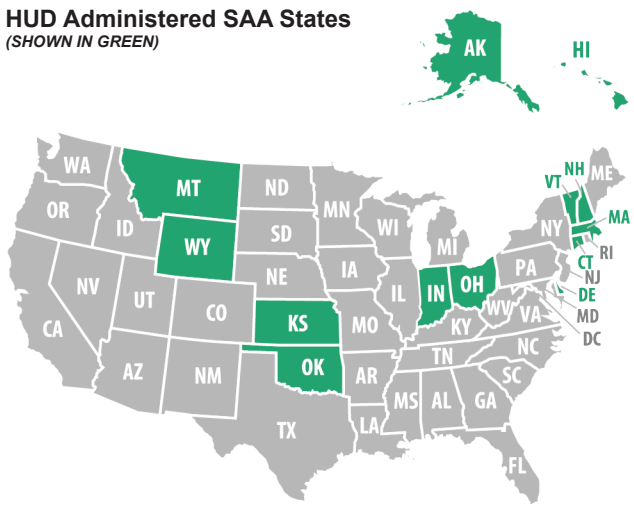 HUD Administered SAA States
(SHOWN IN GREEN)
AK
HI
WA
MT
ND
MN
VT
NH
ME
OR
ID
WY
SD
WI
MI
NY
MA
RI
CT
NJ
DE
MD
DC
NV
UT
CO
NE
IA
IL
IN
OH
PA
CA
KS
MO
KY
WV
VA
AZ
NM
OK
AR
TN
NC
SC
TX
LA
MS
AL
GA
FL